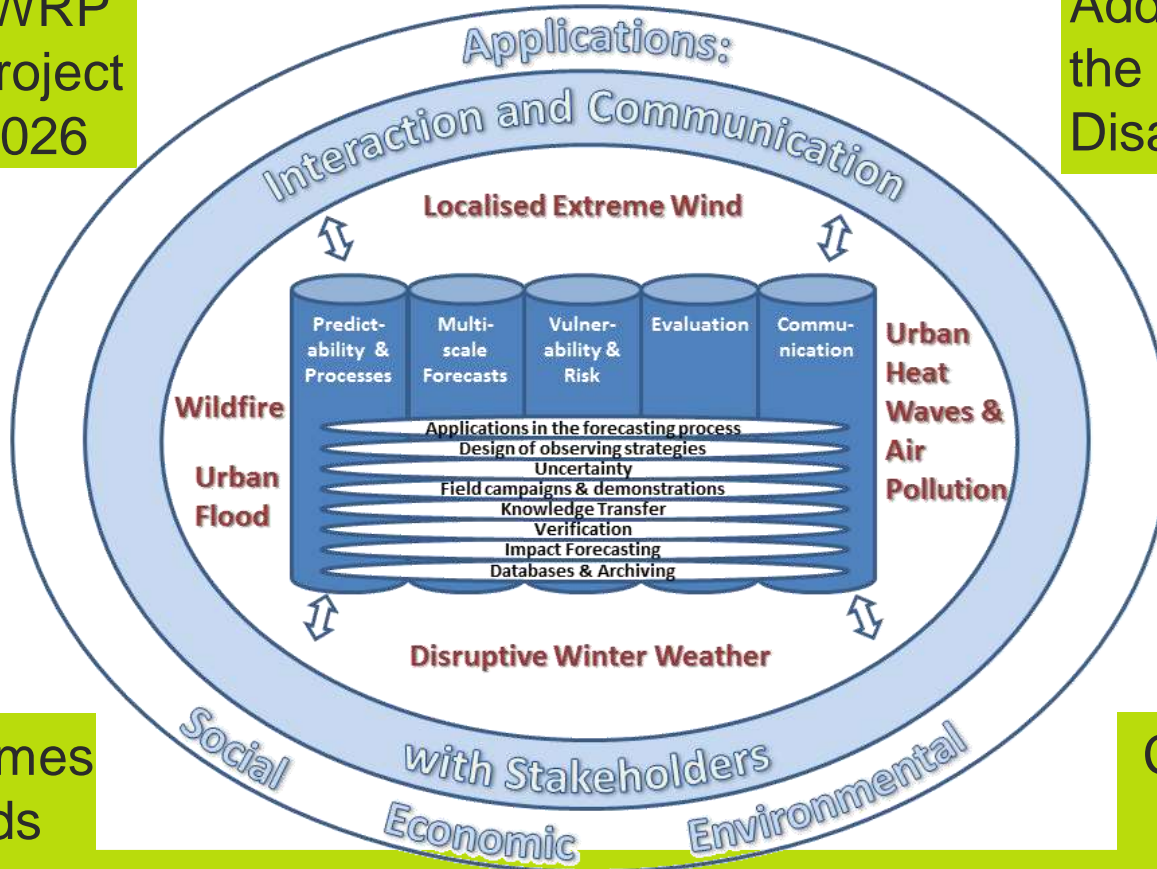 WRP
roject
026
Add
the
Disa
Applications:
Interaction and Communication
Localised Extreme Wind
Predict-
ability &
Processes
Multi-
scale
Forecasts
Vulner-
ability &
Risk
Evaluation
Commu-
nication
Wildfire
Urban
Flood
Urban
Heat
Waves &
Air
Pollution
Applications in the forecasting process
Design of observing strategies
Uncertainty
Field campaigns & demonstrations
Knowledge Transfer
Verification
Impact Forecasting
Databases & Archiving
Disruptive Winter Weather
with Stakeholders
Social
Economic
Environmental
mes
ds